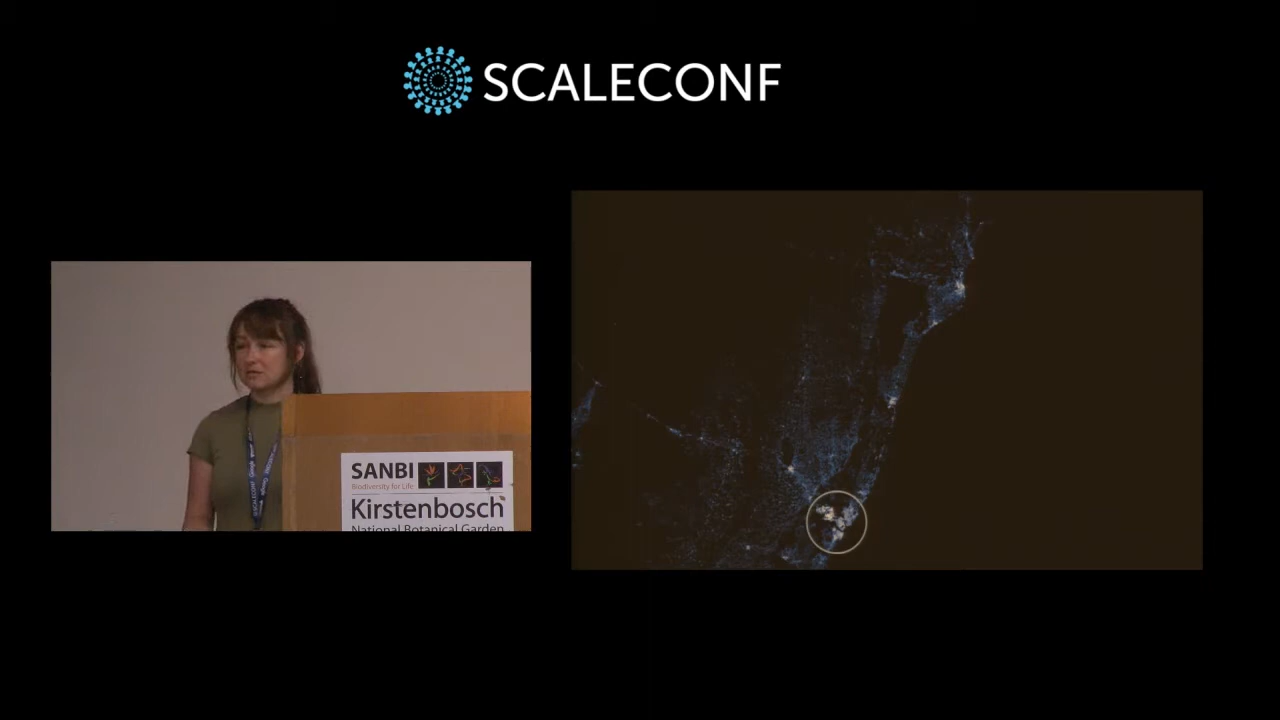 SCALECONF
SANBI
Biodiversity for Life
Kirstenbosch
National Botanical Garden